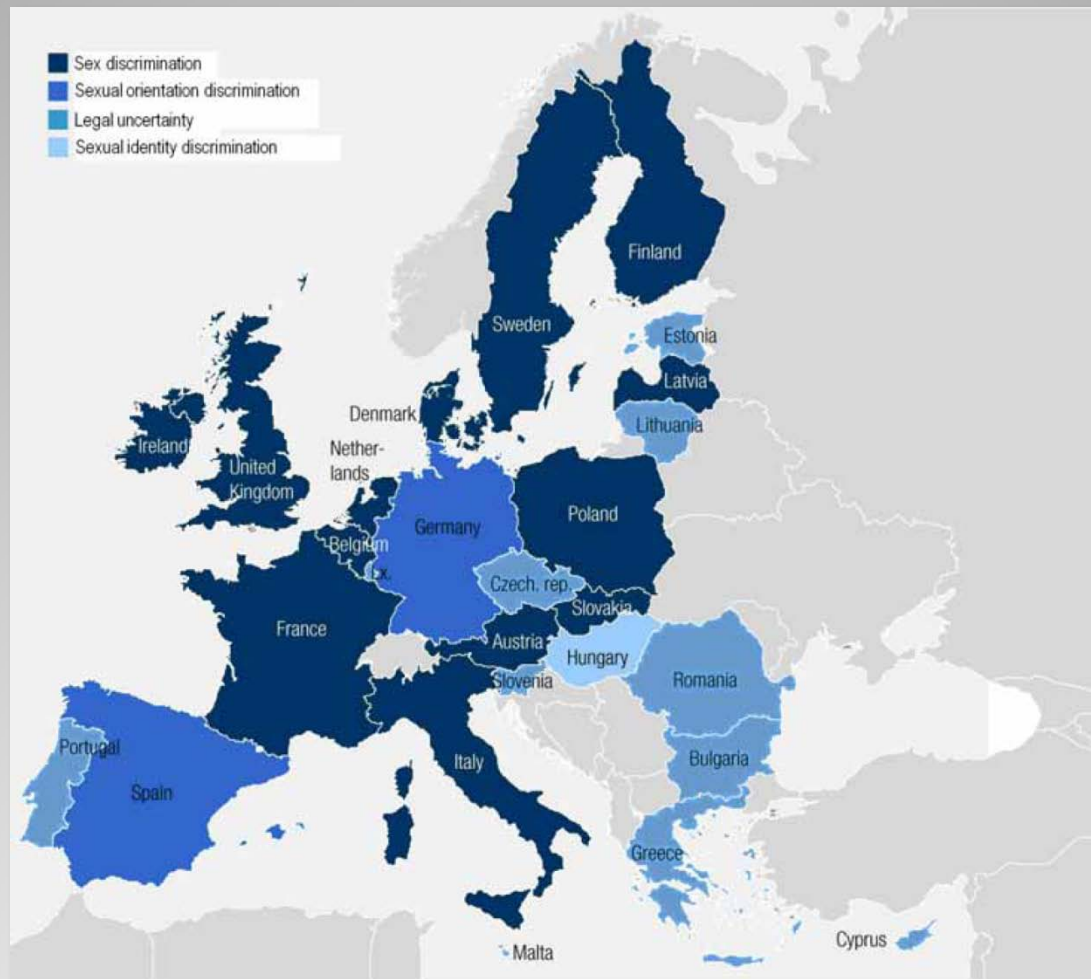 Sex discrimination
Sexual orientation discrimination
Legal uncertainty
Sexual identity discrimination
Finland
Sweden
Estonia
Latvia
Denmark
Lithuania
Nether-
lands
Ireland
United
Kingdom
Poland
Germany
Belgium
Lx.
Czech. rep.
Slovakia
France
Austria
Hungary
Slovenia
Romania
Portugal
Bulgaria
Italy
Spain
Greece
Cyprus
Malta